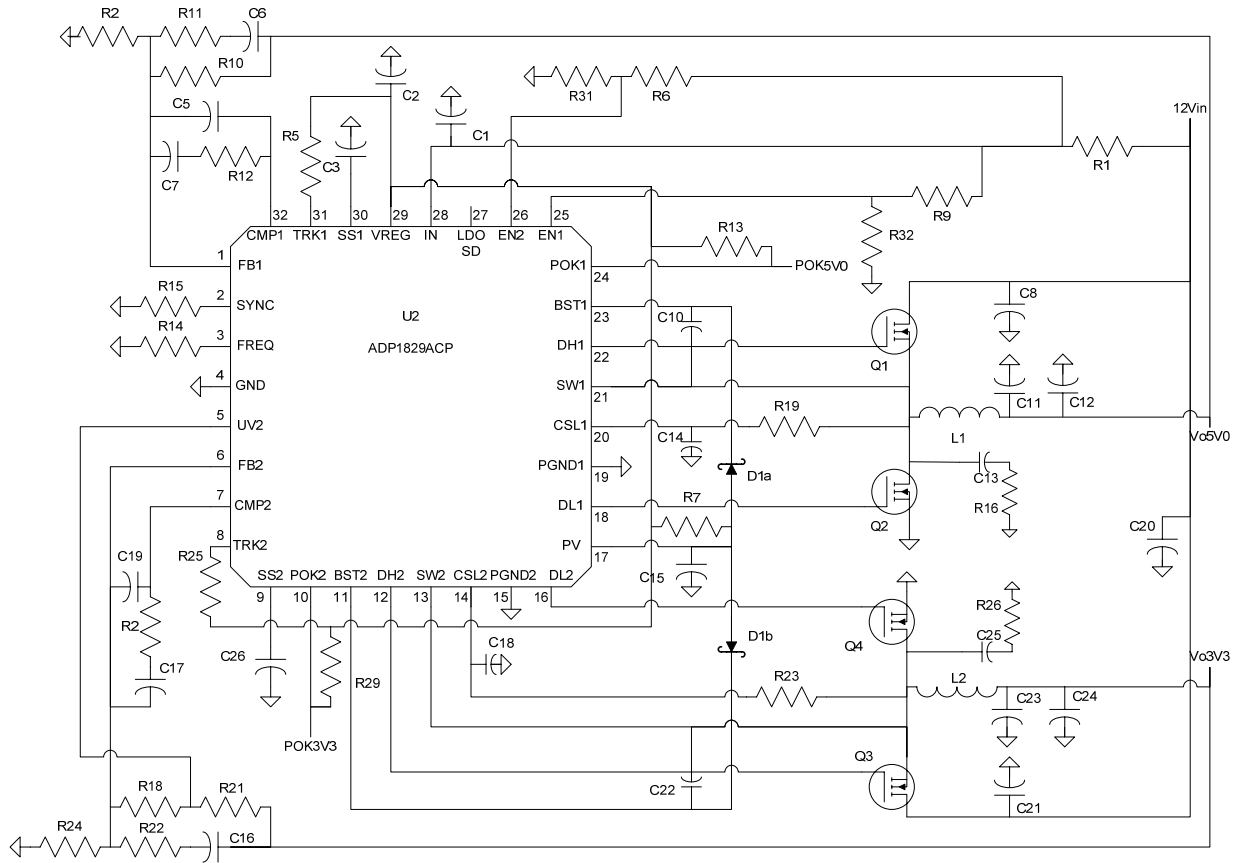 R2 R11 C6
R10
C5
C7 R12
C2
R5
C3
C1
R31 R6
12Vin
R1
R9
R32
32 31 30 29 28 27 26 25
CMP1 TRK1 SS1 VREG IN LDO SD EN2 EN1
R13
POK5V0
1 FB1
POK1 24
R15
2 SYNC
BST1 23
C10
C8
R14
3 FREQ
U2
ADP1829ACP
DH1 22
Q1
4 GND
SW1 21
C11 C12
5 UV2
CSL1 20
C14
R19
L1
Vo5V0
6 FB2
PGND1 19
D1a
C13
R16
7 CMP2
DL1 18
R7
Q2
8 TRK2
PV 17
C15
C20
C19
R25
SS2 POK2 BST2 DH2 SW2 CSL2 PGND2 DL2
9 10 11 12 13 14 15 16
R2
C17
C26
R29
C18
D1b
Q4
R26
C25
Vo3V3
R23
L2
C23 C24
POK3V3
Q3
C22
C21
R18 R21
R24 R22 C16